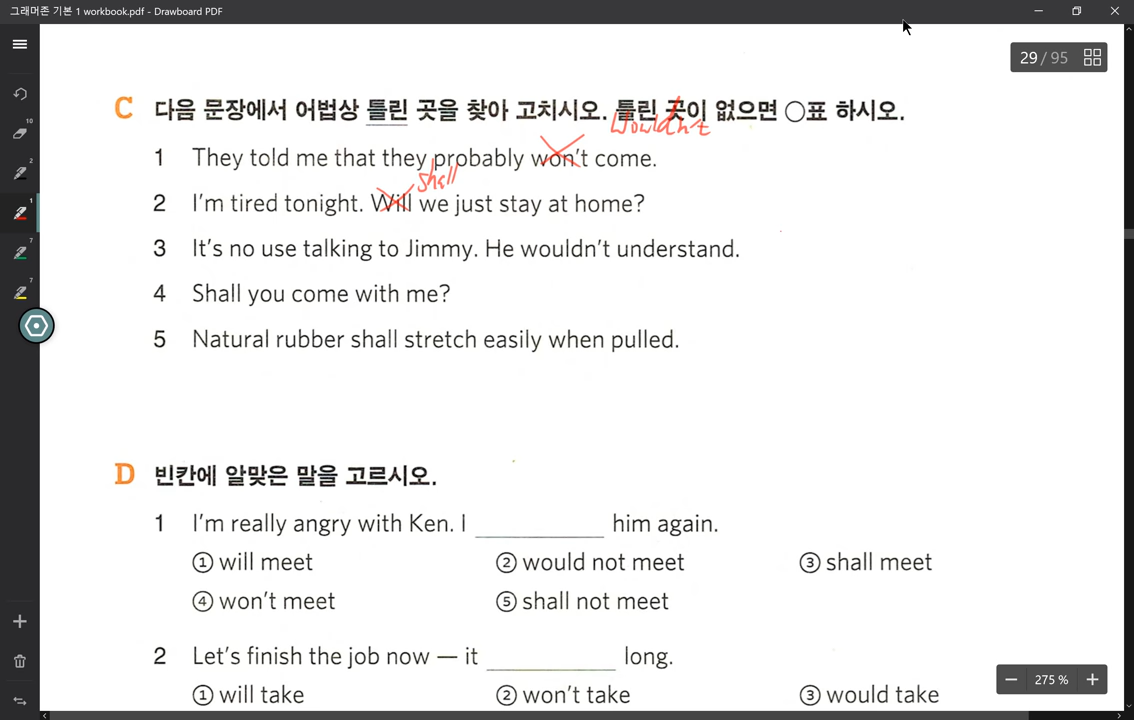 그래머존 기본 1 workbook.pdf - Drawboard PDF
29 / 95
C 다음 문장에서 어법상 틀린 곳을 찾아 고치시오. 틀린 곳이 없으면 ○표 하시오.
Wouldn't
1 They told me that they probably won't come.
Shall
2 I'm tired tonight. Will we just stay at home?
3 It's no use talking to Jimmy. He wouldn't understand.
4 Shall you come with me?
5 Natural rubber shall stretch easily when pulled.
D 빈칸에 알맞은 말을 고르시오.
1 I'm really angry with Ken. I ________ him again.
① will meet ② would not meet ③ shall meet
④ won't meet ⑤ shall not meet
2 Let's finish the job now — it ________ long.
① will take ② won't take ③ would take
275 %
10
2
1
7
7